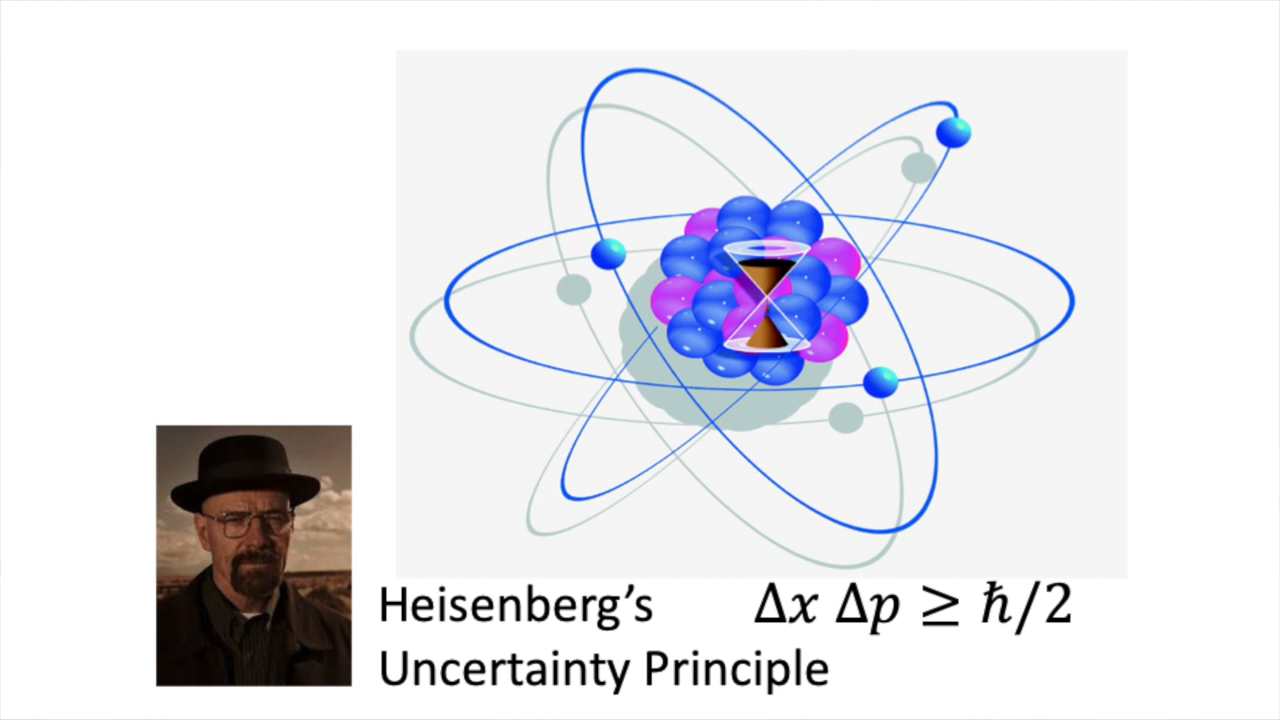 Heisenberg’s
Δx Δp ≥ ℏ/2
Uncertainty Principle